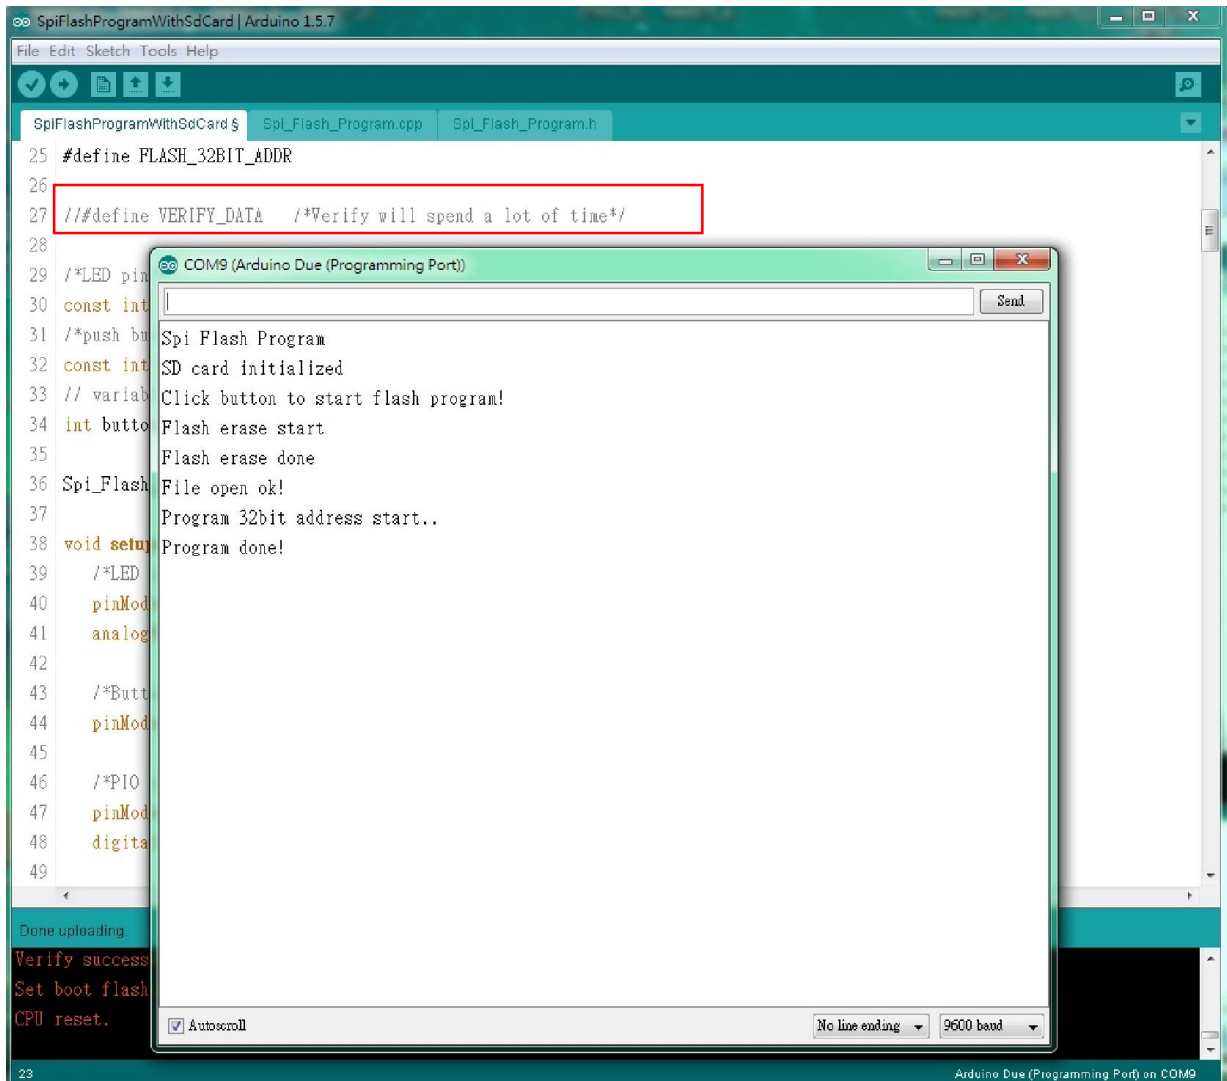 SpiFlashProgramWithSdCard | Arduino 1.5.7
File Edit Sketch Tools Help
SpiFlashProgramWithSdCard § Spi_Flash_Program.cpp Spi_Flash_Program.h
25 #define FLASH_32BIT_ADDR
26
27 //#define VERIFY_DATA /*Verify will spend a lot of time*/
28
29 /*LED pin
30 const int
31 /*push bu
32 const int
33 // variab
34 int butto
35
36 Spi_Flash
37
38 void setup
39 /*LED
40 pinMod
41 analog
42
43 /*Butt
44 pinMod
45
46 /*PIO
47 pinMod
48 digita
49
COM9 (Arduino Due (Programming Port))
Send
Spi Flash Program
SD card initialized
Click button to start flash program!
Flash erase start
Flash erase done
File open ok!
Program 32bit address start..
Program done!
Autoscroll
No line ending
9600 baud
Done uploading.
Verify success
Set boot flash
CPU reset.
23
Arduino Due (Programming Port) on COM9